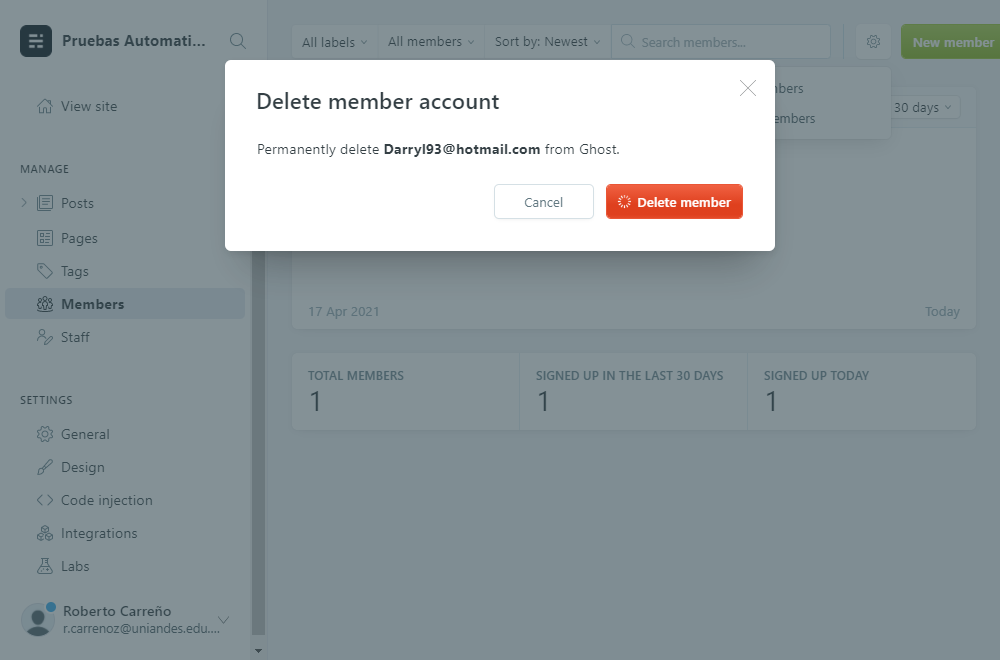 Pruebas Automati...
All labels
All members
Sort by: Newest
Search members...
New member
Delete member account
Permanently delete Darryl93@hotmail.com from Ghost.
Cancel
Delete member
30 days
View site
MANAGE
Posts
Pages
Tags
Members
Staff
SETTINGS
General
Design
Code injection
Integrations
Labs
Roberto Carreño
r.carrenoz@uniandes.edu....
17 Apr 2021
Today
TOTAL MEMBERS
1
SIGNED UP IN THE LAST 30 DAYS
1
SIGNED UP TODAY
1